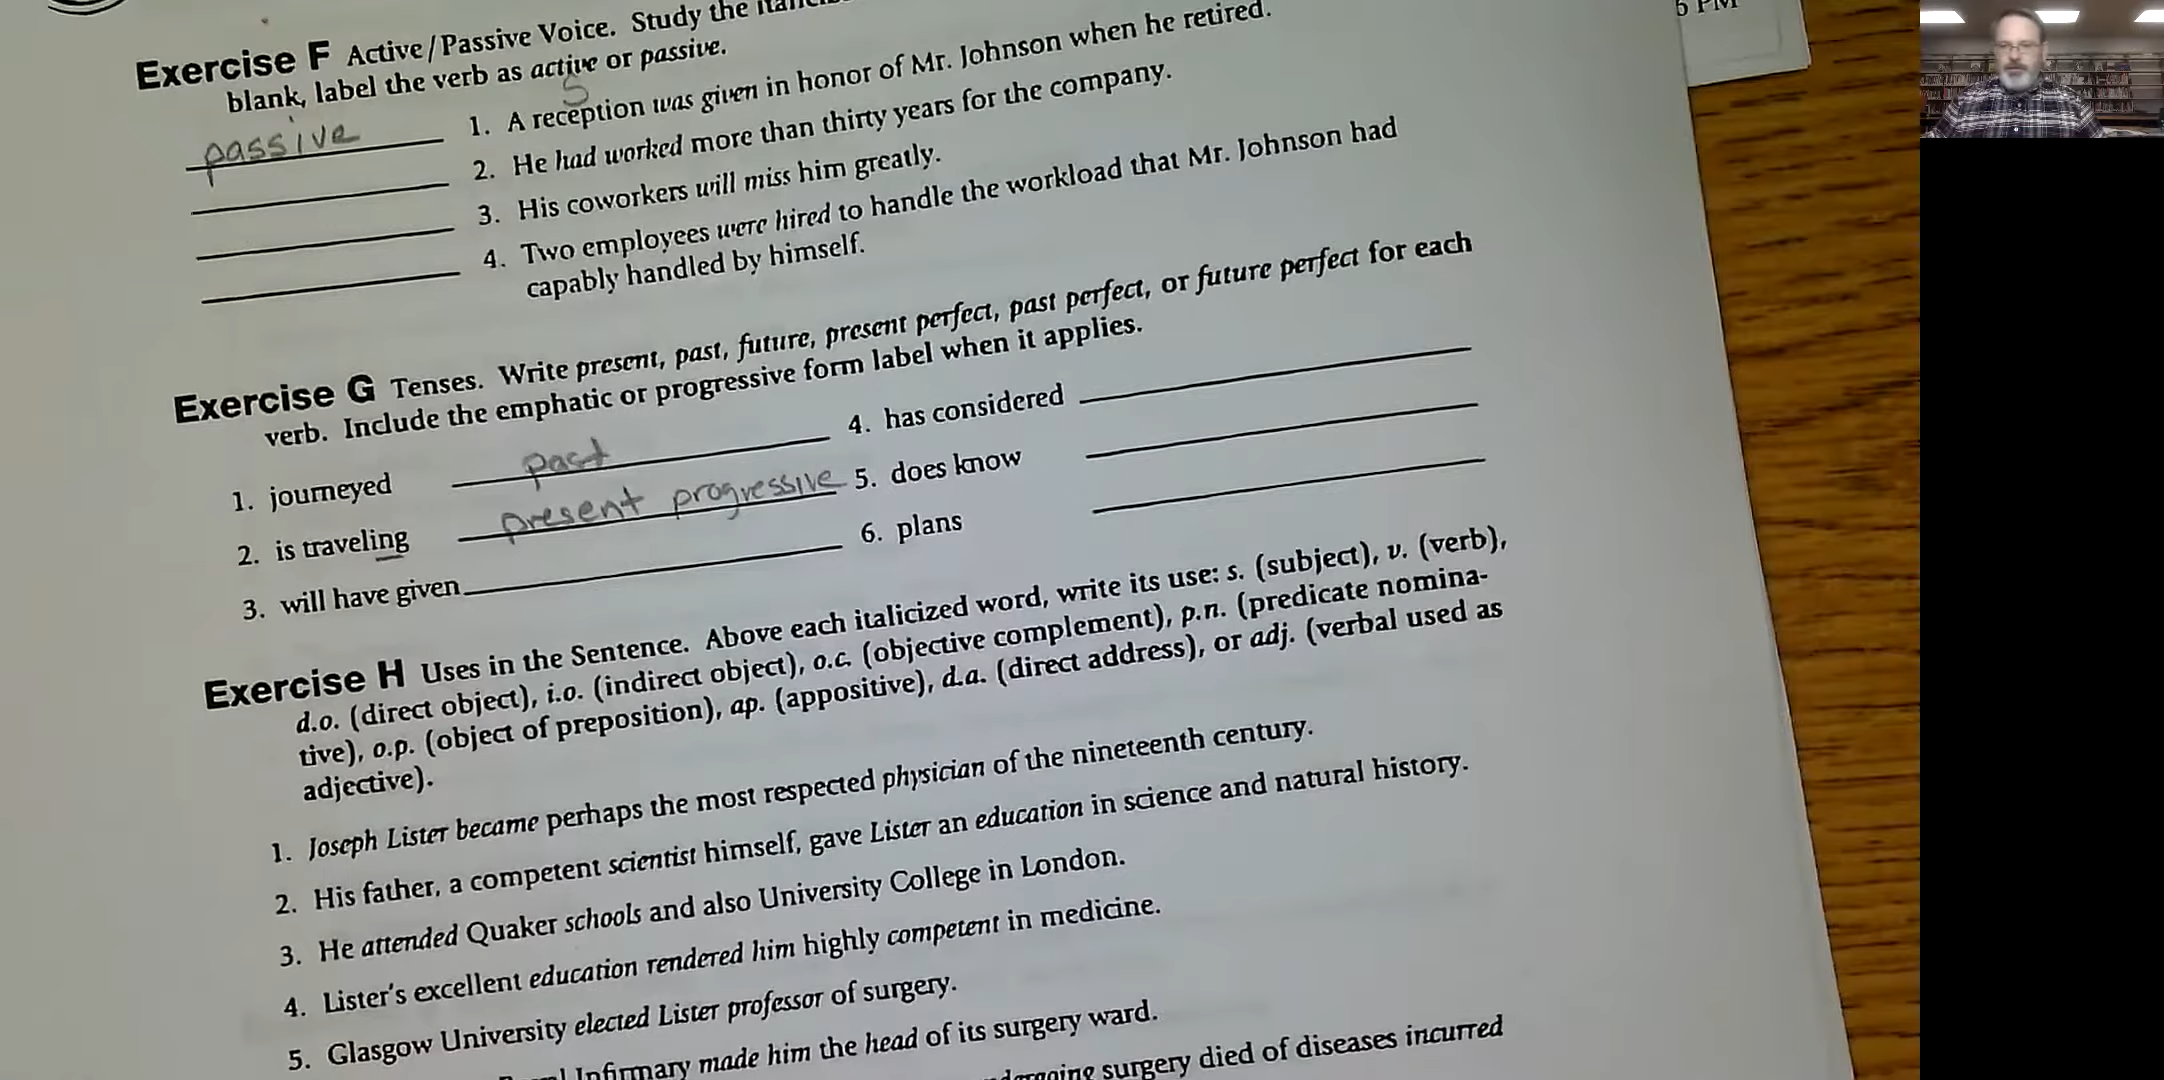 Exercise F Active/Passive Voice. Study the
blank, label the verb as active or passive.
S
passive 1. A reception was given in honor of Mr. Johnson when he retired.
2. He had worked more than thirty years for the company.
3. His coworkers will miss him greatly.
4. Two employees were hired to handle the workload that Mr. Johnson had
capably handled by himself.
Exercise G Tenses. Write present, past, future, present perfect, past perfect, or future perfect for each
verb. Include the emphatic or progressive form label when it applies.
1. journeyed past
2. is traveling present progressive
3. will have given
4. has considered
5. does know
6. plans
Exercise H Uses in the Sentence. Above each italicized word, write its use: s. (subject), v. (verb),
d.o. (direct object), i.o. (indirect object), o.c. (objective complement), p.n. (predicate nomina-
tive), o.p. (object of preposition), ap. (appositive), d.a. (direct address), or adj. (verbal used as
adjective).
1. Joseph Lister became perhaps the most respected physician of the nineteenth century.
2. His father, a competent scientist himself, gave Lister an education in science and natural history.
3. He attended Quaker schools and also University College in London.
4. Lister's excellent education rendered him highly competent in medicine.
5. Glasgow University elected Lister professor of surgery.
Infirmary made him the head of its surgery ward.
surgery died of diseases incurred
5 PM